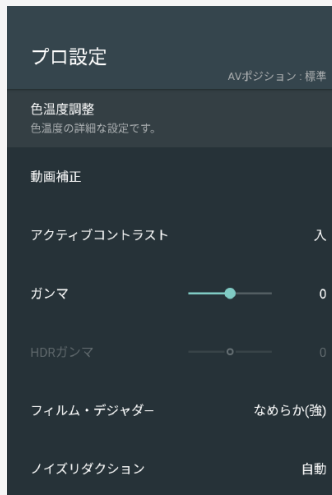 プロ設定
AVポジション : 標準
色温度調整
色温度の詳細な設定です。
動画補正
アクティブコントラスト 入
ガンマ 0
HDRガンマ 0
フィルム・デジャダー なめらか(強)
ノイズリダクション 自動